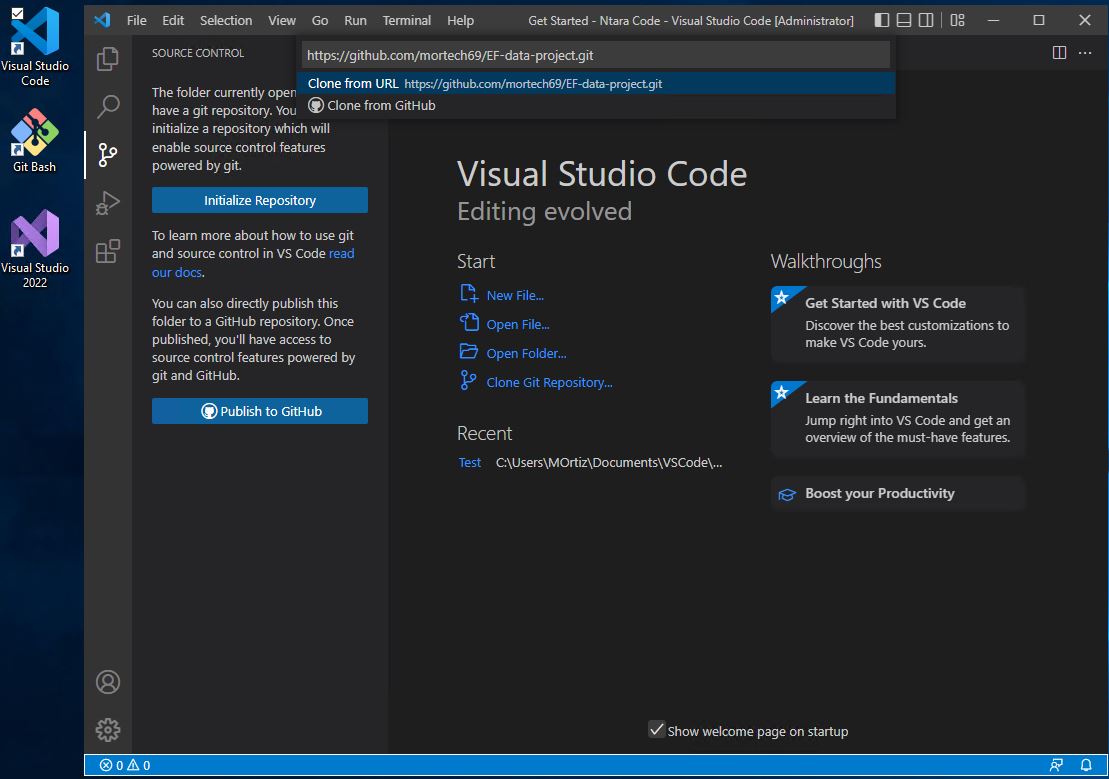 Visual Studio
Code
Git Bash
Visual Studio
2022
File Edit Selection View Go Run Terminal Help
Get Started - Ntara Code - Visual Studio Code [Administrator]
SOURCE CONTROL
https://github.com/mortech69/EF-data-project.git
Clone from URL https://github.com/mortech69/EF-data-project.git
Clone from GitHub
The folder currently open
have a git repository. You
initialize a repository which will
enable source control features
powered by git.
Initialize Repository
To learn more about how to use git
and source control in VS Code read
our docs.
You can also directly publish this
folder to a GitHub repository. Once
published, you'll have access to
source control features powered by
git and GitHub.
Publish to GitHub
Visual Studio Code
Editing evolved
Start
New File...
Open File...
Open Folder...
Clone Git Repository...
Recent
Test C:\Users\MOrtiz\Documents\VSCode\...
Walkthroughs
Get Started with VS Code
Discover the best customizations to
make VS Code yours.
Learn the Fundamentals
Jump right into VS Code and get an
overview of the must-have features.
Boost your Productivity
Show welcome page on startup
0 0